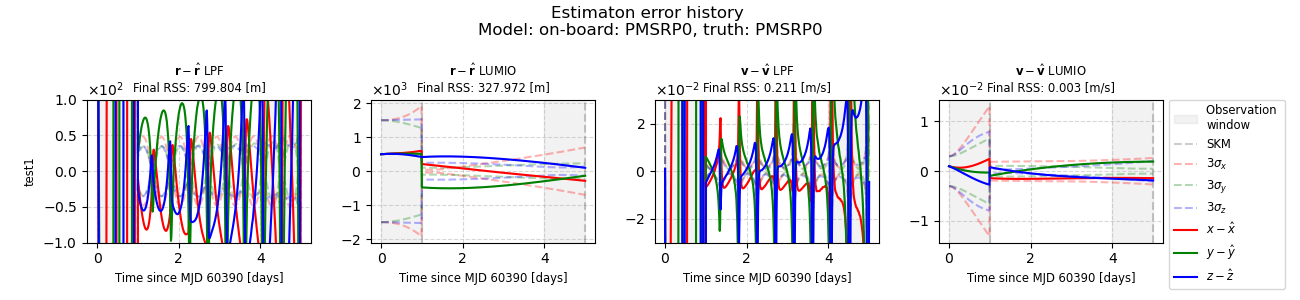 Estimaton error history
Model: on-board: PMSRP0, truth: PMSRP0
r − r̂ LPF
×10² Final RSS: 799.804 [m]
1.0
0.5
0.0
−0.5
−1.0
test1
0 2 4
Time since MJD 60390 [days]
r − r̂ LUMIO
×10³ Final RSS: 327.972 [m]
2
1
0
−1
−2
0 2 4
Time since MJD 60390 [days]
v − v̂ LPF
×10⁻² Final RSS: 0.211 [m/s]
2
0
−2
0 2 4
Time since MJD 60390 [days]
v − v̂ LUMIO
×10⁻² Final RSS: 0.003 [m/s]
1
0
−1
0 2 4
Time since MJD 60390 [days]
Observation
window
SKM
3σx
3σy
3σz
x − x̂
y − ŷ
z − ẑ